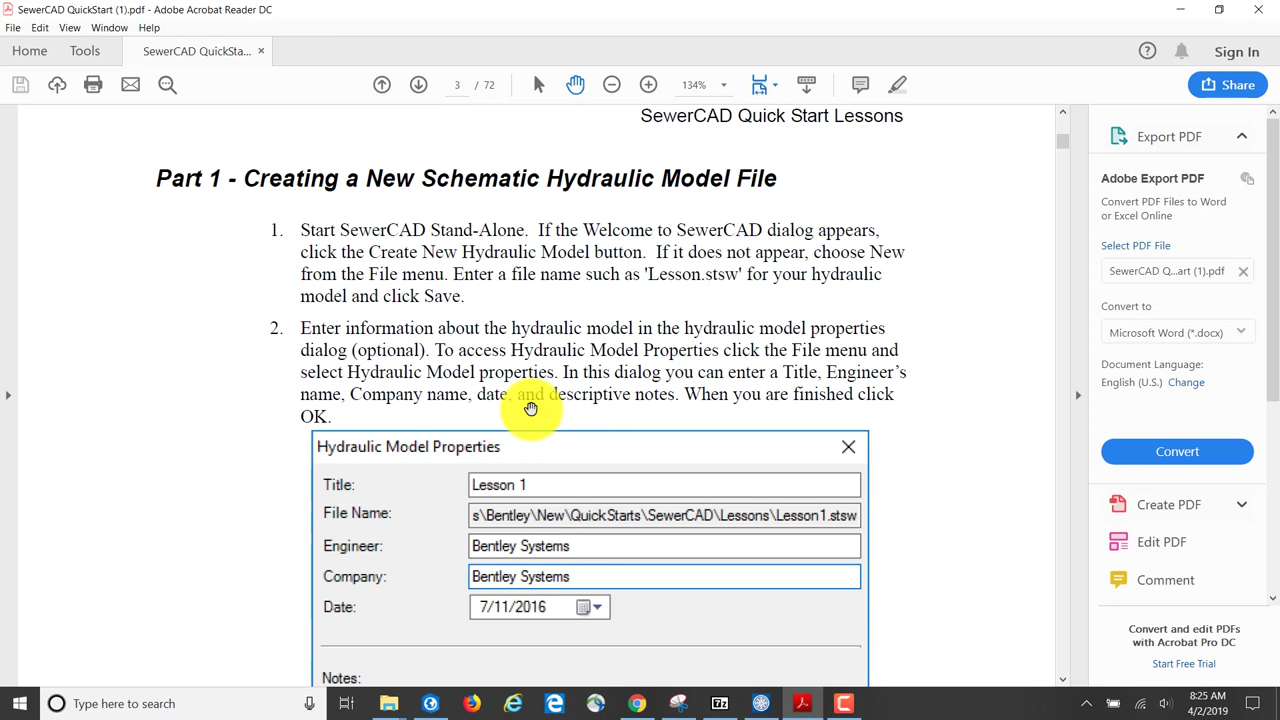 SewerCAD QuickStart (1).pdf - Adobe Acrobat Reader DC
File Edit View Window Help
Home Tools SewerCAD QuickSta... × Sign In
3 / 72 134% Share
SewerCAD Quick Start Lessons
Part 1 - Creating a New Schematic Hydraulic Model File
1. Start SewerCAD Stand-Alone. If the Welcome to SewerCAD dialog appears,
click the Create New Hydraulic Model button. If it does not appear, choose New
from the File menu. Enter a file name such as 'Lesson.stsw' for your hydraulic
model and click Save.
2. Enter information about the hydraulic model in the hydraulic model properties
dialog (optional). To access Hydraulic Model Properties click the File menu and
select Hydraulic Model properties. In this dialog you can enter a Title, Engineer’s
name, Company name, date, and descriptive notes. When you are finished click
OK.
Hydraulic Model Properties
Title: Lesson 1
File Name: s\Bentley\New\QuickStarts\SewerCAD\Lessons\Lesson1.stsw
Engineer: Bentley Systems
Company: Bentley Systems
Date: 7/11/2016
Notes:
Export PDF
Adobe Export PDF
Convert PDF Files to Word
or Excel Online
Select PDF File
SewerCAD Q...art (1).pdf
Convert to
Microsoft Word (*.docx)
Document Language:
English (U.S.) Change
Convert
Create PDF
Edit PDF
Comment
Convert and edit PDFs
with Acrobat Pro DC
Start Free Trial
Type here to search
7z
8:25 AM
4/2/2019